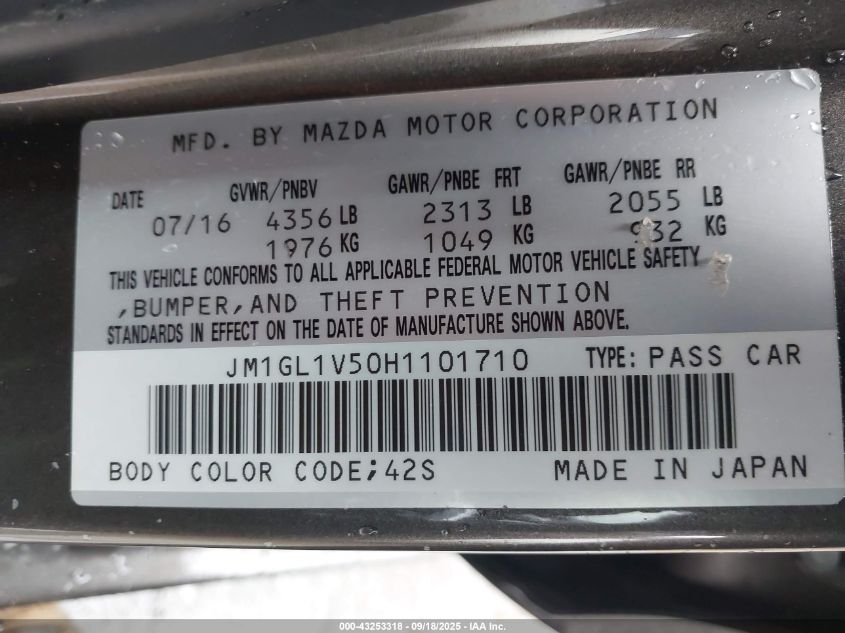 MFD. BY MAZDA MOTOR CORPORATION
DATE GVWR/PNBV GAWR/PNBE FRT GAWR/PNBE RR
07/16 4356 LB 2313 LB 2055 LB
1976 KG 1049 KG 932 KG
THIS VEHICLE CONFORMS TO ALL APPLICABLE FEDERAL MOTOR VEHICLE SAFETY
,BUMPER,AND THEFT PREVENTION
STANDARDS IN EFFECT ON THE DATE OF MANUFACTURE SHOWN ABOVE.
JM1GL1V50H1101710 TYPE: PASS CAR
BODY COLOR CODE;42S MADE IN JAPAN
000-43253318 | 09/18/2025 - IAA Inc.